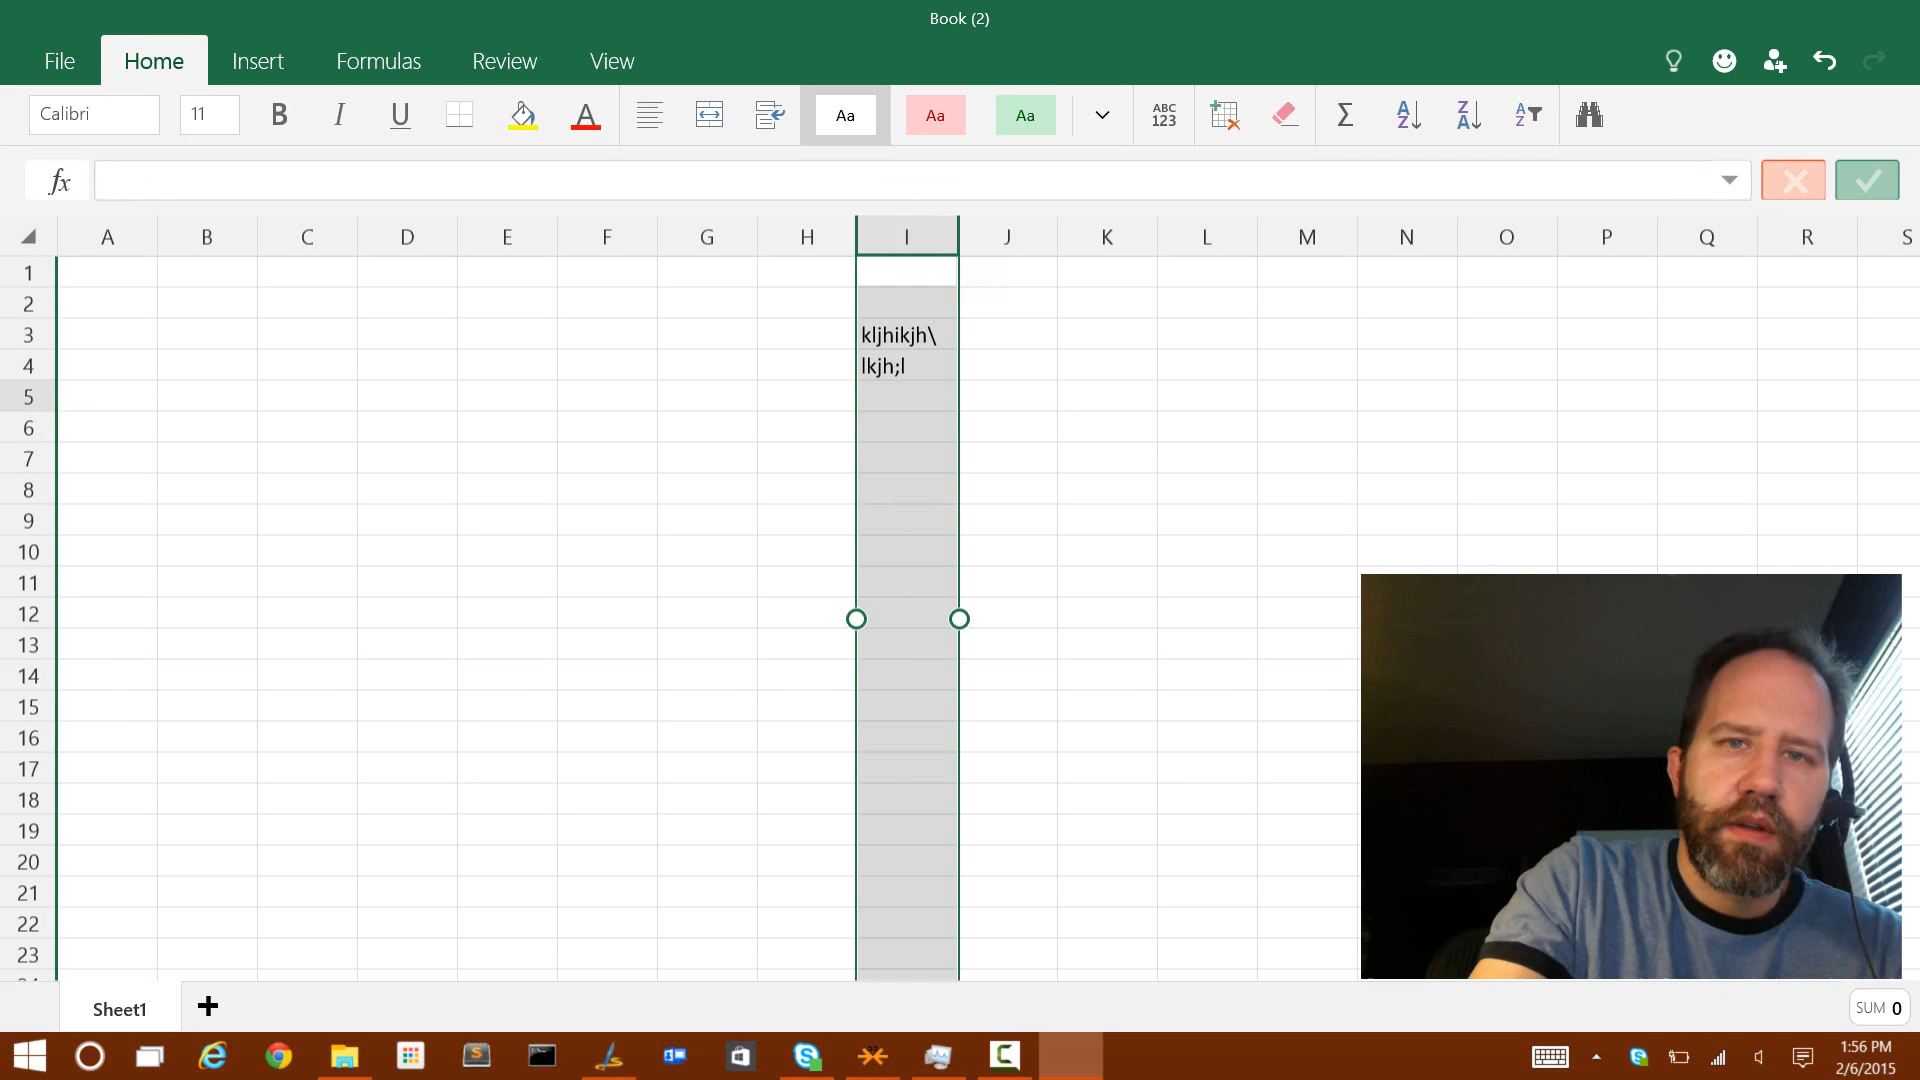 Book (2)
File Home Insert Formulas Review View
Calibri 11 B I U A Aa Aa Aa ABC 123 Σ A Z Z A A Z
fx
A B C D E F G H I J K L M N O P Q R S
1
2
3 kljhikjh\
4 lkjh;l
5
6
7
8
9
10
11
12
13
14
15
16
17
18
19
20
21
22
23
Sheet1 +
SUM 0
1:56 PM
2/6/2015